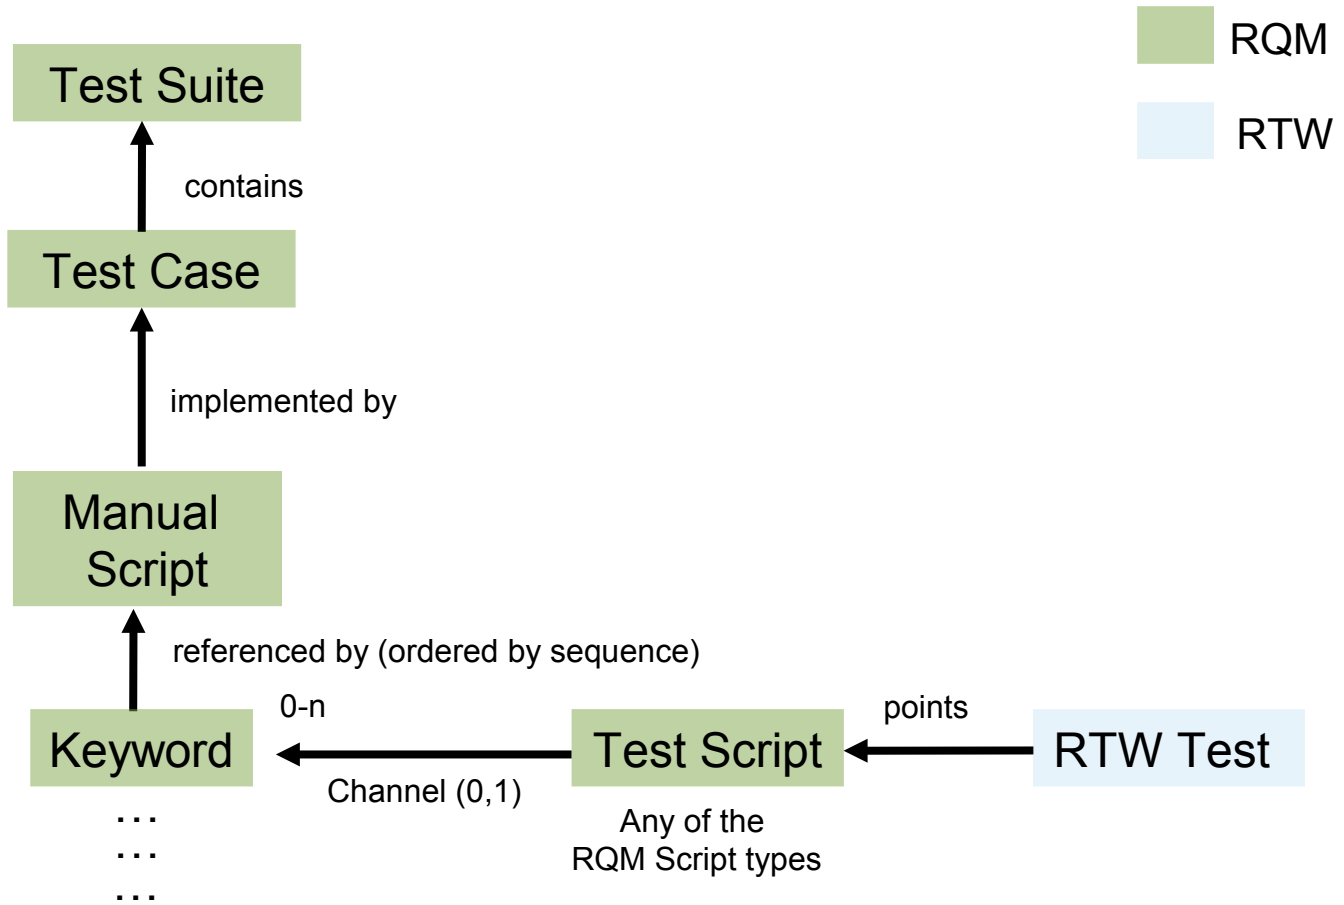 RQM
Test Suite
RTW
contains
Test Case
implemented by
Manual
Script
referenced by (ordered by sequence)
0-n
points
Keyword
Test Script
RTW Test
Channel (0,1)
Any of the
RQM Script types
...
...
...